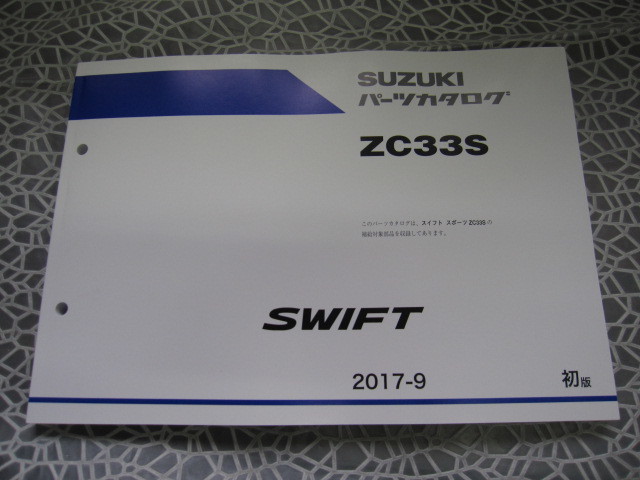 SUZUKI
パーツカタログ
ZC33S
このパーツカタログは、スイフト スポーツ ZC33S の
補給対象部品を収録してあります。
SWIFT
2017-9
初版